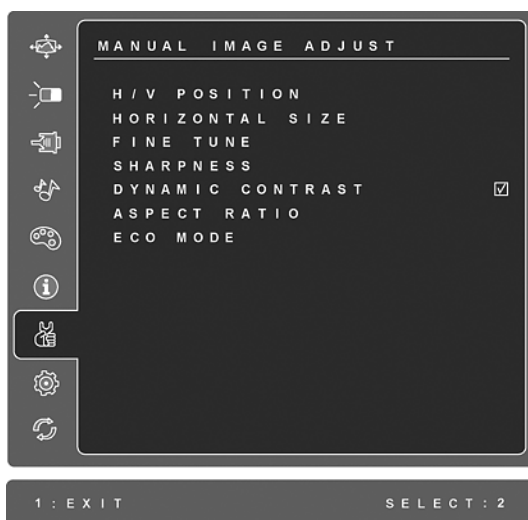 MANUAL IMAGE ADJUST
H/V POSITION
HORIZONTAL SIZE
FINE TUNE
SHARPNESS
DYNAMIC CONTRAST
ASPECT RATIO
ECO MODE
1:EXIT SELECT:2